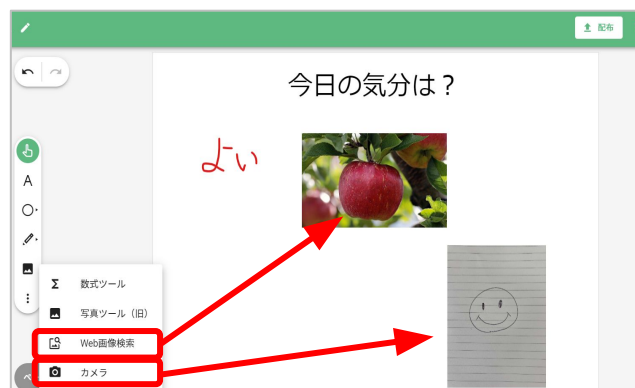 配布
今日の気分は？
よい
A
数式ツール
写真ツール（旧）
Web画像検索
カメラ